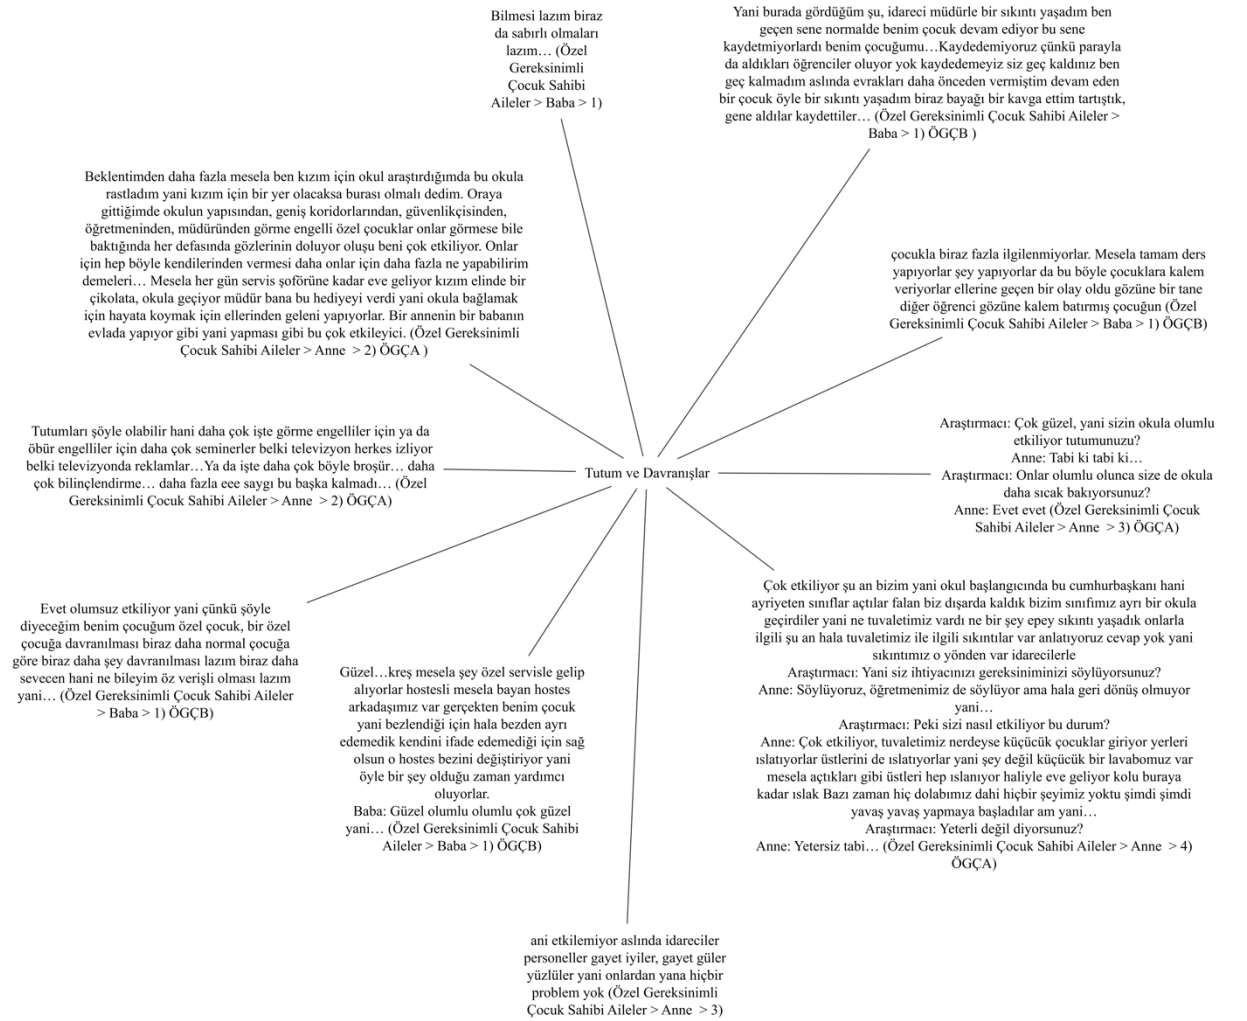 Bilmesi lazım biraz
da sabırlı olmaları
lazım… (Özel
Gereksinimli
Çocuk Sahibi
Aileler > Baba > 1)
Yani burada gördüğüm şu, idareci müdürle bir sıkıntı yaşadım ben
geçen sene normalde benim çocuk devam ediyor bu sene
kaydetmiyorlardı benim çocuğumu…Kaydedemiyoruz çünkü parayla
da aldıkları öğrenciler oluyor yok kaydedemeyiz siz geç kaldınız ben
geç kalmadım aslında evrakları daha önceden vermiştim devam eden
bir çocuk öyle bir sıkıntı yaşadım biraz bayağı bir kavga ettim tartıştık,
gene aldılar kaydettiler… (Özel Gereksinimli Çocuk Sahibi Aileler >
Baba > 1) ÖGÇB )
Beklentimden daha fazla mesela ben kızım için okul araştırdığımda bu okula
rastladım yani kızım için bir yer olacaksa burası olmalı dedim. Oraya
gittiğimde okulun yapısından, geniş koridorlarından, güvenlikçisinden,
öğretmeninden, müdüründen görme engelli özel çocuklar onlar görmese bile
baktığında her defasında gözlerinin doluyor oluşu beni çok etkiliyor. Onlar
için hep böyle kendilerinden vermesi daha onlar için daha fazla ne yapabilirim
demeleri… Mesela her gün servis şoförüne kadar eve geliyor kızım elinde bir
çikolata, okula geçiyor müdür bana bu hediyeyi verdi yani okula bağlamak
için hayata koymak için ellerinden geleni yapıyorlar. Bir annenin bir babanın
evlada yapıyor gibi yani yapması gibi bu çok etkileyici. (Özel Gereksinimli
Çocuk Sahibi Aileler > Anne  > 2) ÖGÇA )
çocukla biraz fazla ilgilenmiyorlar. Mesela tamam ders
yapıyorlar şey yapıyorlar da bu böyle çocuklara kalem
veriyorlar ellerine geçen bir olay oldu gözüne bir tane
diğer öğrenci gözüne kalem batırmış çocuğun (Özel
Gereksinimli Çocuk Sahibi Aileler > Baba > 1) ÖGÇB)
Tutumları şöyle olabilir hani daha çok işte görme engelliler için ya da
öbür engelliler için daha çok seminerler belki televizyon herkes izliyor
belki televizyonda reklamlar…Ya da işte daha çok böyle broşür… daha
çok bilinçlendirme… daha fazla eee saygı bu başka kalmadı… (Özel
Gereksinimli Çocuk Sahibi Aileler > Anne  > 2) ÖGÇA)
Tutum ve Davranışlar
Araştırmacı: Çok güzel, yani sizin okula olumlu
etkiliyor tutumunuzu?
Anne: Tabi ki tabi ki…
Araştırmacı: Onlar olumlu olunca size de okula
daha sıcak bakıyorsunuz?
Anne: Evet evet (Özel Gereksinimli Çocuk
Sahibi Aileler > Anne  > 3) ÖGÇA)
Evet olumsuz etkiliyor yani çünkü şöyle
diyeceğim benim çocuğum özel çocuk, bir özel
çocuğa davranılması biraz daha normal çocuğa
göre biraz daha şey davranılması lazım biraz daha
sevecen hani ne bileyim öz verişli olması lazım
yani… (Özel Gereksinimli Çocuk Sahibi Aileler
> Baba > 1) ÖGÇB)
Güzel…kreş mesela şey özel servisle gelip
alıyorlar hostesli mesela bayan hostes
arkadaşımız var gerçekten benim çocuk
yani bezlendiği için hala bezden ayrı
edemedik kendini ifade edemediği için sağ
olsun o hostes bezini değiştiriyor yani
öyle bir şey olduğu zaman yardımcı
oluyorlar.
Baba: Güzel olumlu olumlu çok güzel
yani… (Özel Gereksinimli Çocuk Sahibi
Aileler > Baba > 1) ÖGÇB)
Çok etkiliyor şu an bizim yani okul başlangıcında bu cumhurbaşkanı hani
ayriyeten sınıflar açtılar falan biz dışarda kaldık bizim sınıfımız ayrı bir okula
geçirdiler yani ne tuvaletimiz vardı ne bir şey epey sıkıntı yaşadık onlarla
ilgili şu an hala tuvaletimiz ile ilgili sıkıntılar var anlatıyoruz cevap yok yani
sıkıntımız o yönden var idarecilerle
Araştırmacı: Yani siz ihtiyacınızı gereksiniminizi söylüyorsunuz?
Anne: Söylüyoruz, öğretmenimiz de söylüyor ama hala geri dönüş olmuyor
yani…
Araştırmacı: Peki sizi nasıl etkiliyor bu durum?
Anne: Çok etkiliyor, tuvaletimiz nerdeyse küçücük çocuklar giriyor yerleri
ıslatıyorlar üstlerini de ıslatıyorlar yani şey değil küçücük bir lavabomuz var
mesela açtıkları gibi üstleri hep ıslanıyor haliyle eve geliyor kolu buraya
kadar ıslak Bazı zaman hiç dolabımız dahi hiçbir şeyimiz yoktu şimdi şimdi
yavaş yavaş yapmaya başladılar am yani…
Araştırmacı: Yeterli değil diyorsunuz?
Anne: Yetersiz tabi… (Özel Gereksinimli Çocuk Sahibi Aileler > Anne  > 4)
ÖGÇA)
ani etkilemiyor aslında idareciler
personeller gayet iyiler, gayet güler
yüzlüler yani onlardan yana hiçbir
problem yok (Özel Gereksinimli
Çocuk Sahibi Aileler > Anne  > 3)